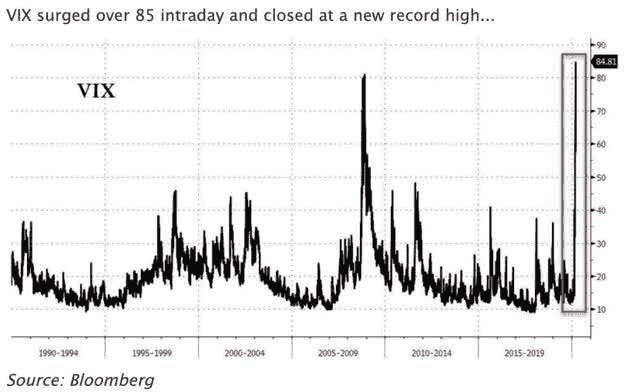 VIX surged over 85 intraday and closed at a new record high...
VIX
90
84.81
80
70
60
50
40
30
20
10
1990-1994 1995-1999 2000-2004 2005-2009 2010-2014 2015-2019
Source: Bloomberg